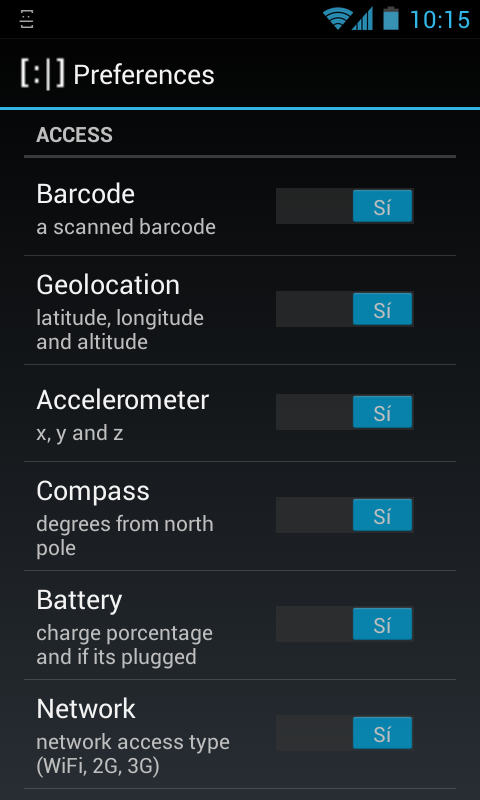 10:15
[:|] Preferences
ACCESS
Barcode
Sí
a scanned barcode
Geolocation
Sí
latitude, longitude
and altitude
Accelerometer
Sí
x, y and z
Compass
Sí
degrees from north
pole
Battery
Sí
charge porcentage
and if its plugged
Network
Sí
network access type
(WiFi, 2G, 3G)